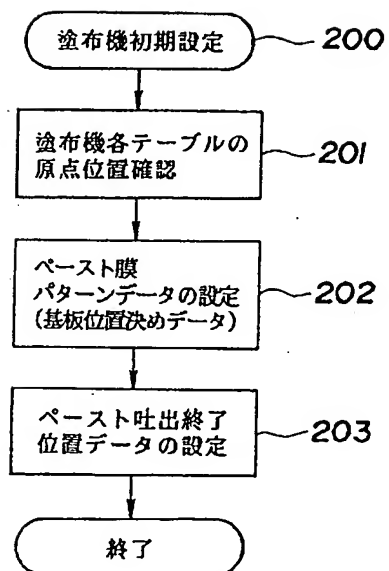 塗布機初期設定
200
塗布機各テーブルの
原点位置確認
201
ペースト膜
パターンデータの設定
(基板位置決めデータ)
202
ペースト吐出終了
位置データの設定
203
終了